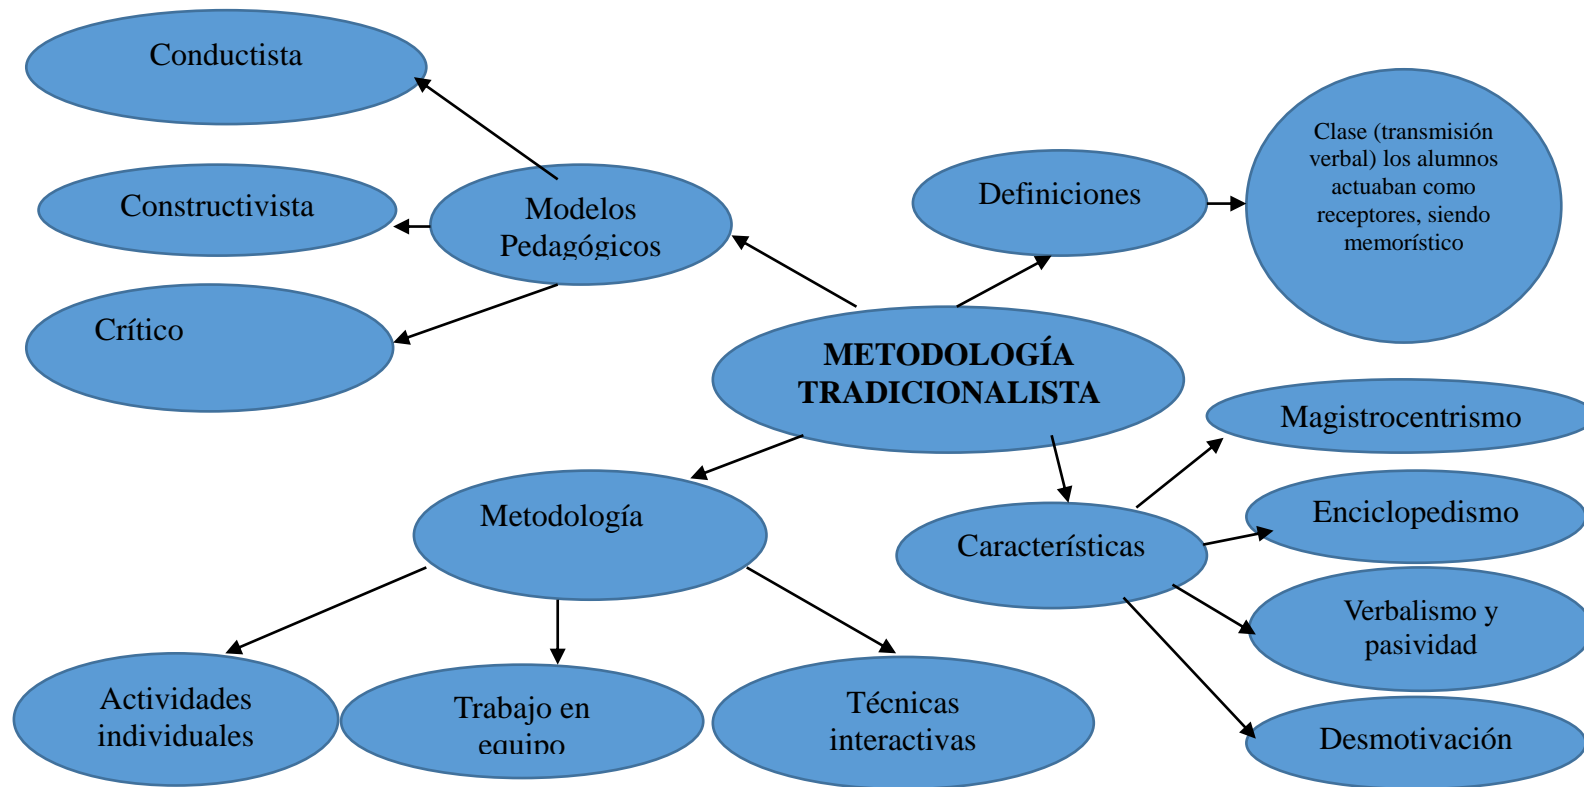 Conductista
Constructivista
Crítico
Modelos
Pedagógicos
Definiciones
Clase (transmisión
verbal) los alumnos
actuaban como
receptores, siendo
memorístico
METODOLOGÍA
TRADICIONALISTA
Metodología
Características
Magistrocentrismo
Enciclopedismo
Verbalismo y
pasividad
Desmotivación
Actividades
individuales
Trabajo en
equipo
Técnicas
interactivas